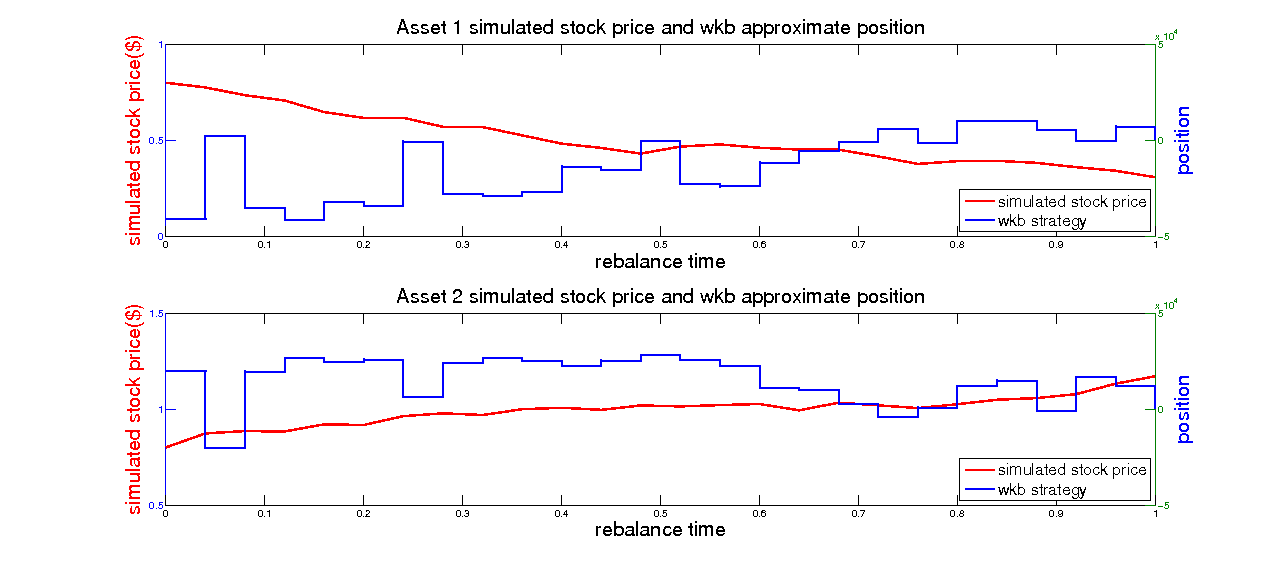 Asset 1 simulated stock price and wkb approximate position
x 10^4
1
5
simulated stock price($)
0.5
0
position
simulated stock price
wkb strategy
0
-5
0 0.1 0.2 0.3 0.4 0.5 0.6 0.7 0.8 0.9 1
rebalance time
Asset 2 simulated stock price and wkb approximate position
x 10^4
1.5
5
simulated stock price($)
1
0
position
simulated stock price
wkb strategy
0.5
-5
0 0.1 0.2 0.3 0.4 0.5 0.6 0.7 0.8 0.9 1
rebalance time